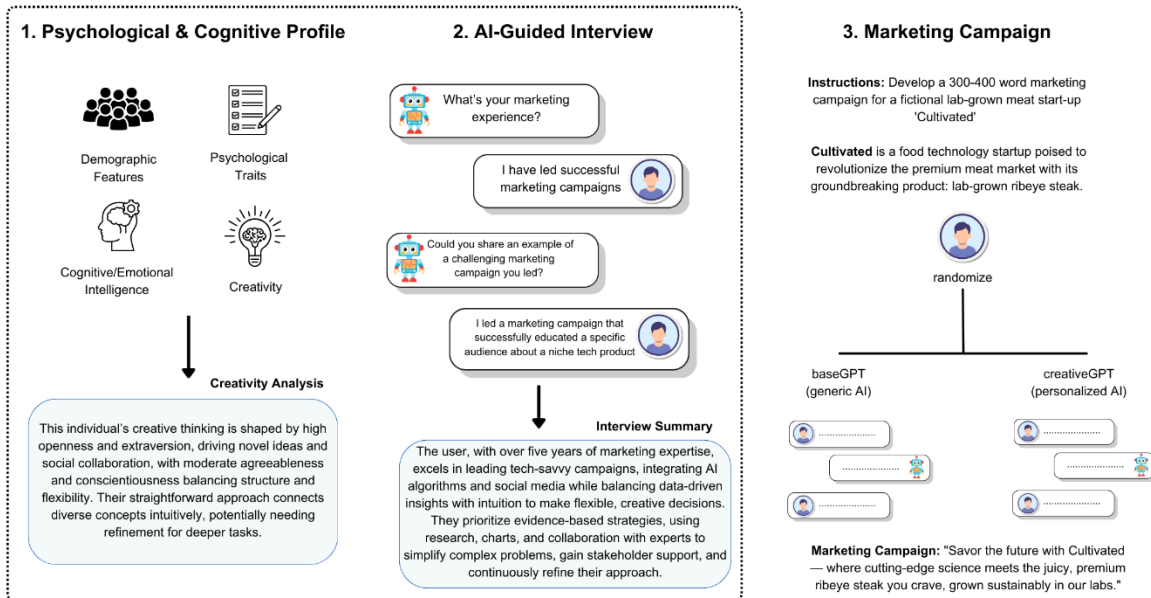 1. Psychological & Cognitive Profile
Demographic
Features
Psychological
Traits
Cognitive/Emotional
Intelligence
Creativity
Creativity Analysis
This individual's creative thinking is shaped by high
openness and extraversion, driving novel ideas and
social collaboration, with moderate agreeableness
and conscientiousness balancing structure and
flexibility. Their straightforward approach connects
diverse concepts intuitively, potentially needing
refinement for deeper tasks.
2. AI-Guided Interview
What's your marketing
experience?
I have led successful
marketing campaigns
Could you share an example of
a challenging marketing
campaign you led?
I led a marketing campaign that
successfully educated a specific
audience about a niche tech product
Interview Summary
The user, with over five years of marketing expertise,
excels in leading tech-savvy campaigns, integrating AI
algorithms and social media while balancing data-driven
insights with intuition to make flexible, creative decisions.
They prioritize evidence-based strategies, using
research, charts, and collaboration with experts to
simplify complex problems, gain stakeholder support, and
continuously refine their approach.
3. Marketing Campaign
Instructions: Develop a 300-400 word marketing
campaign for a fictional lab-grown meat start-up
'Cultivated'
Cultivated is a food technology startup poised to
revolutionize the premium meat market with its
groundbreaking product: lab-grown ribeye steak.
randomize
baseGPT
(generic AI)
creativeGPT
(personalized AI)
Marketing Campaign: "Savor the future with Cultivated
— where cutting-edge science meets the juicy, premium
ribeye steak you crave, grown sustainably in our labs."